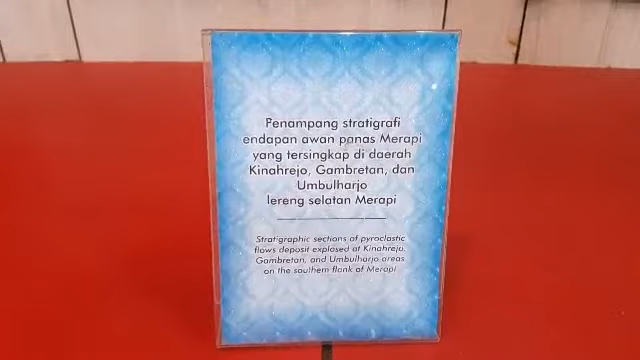 Penampang stratigrafi
endapan awan panas Merapi
yang tersingkap di daerah
Kinahrejo, Gambretan, dan
Umbulharjo
lereng selatan Merapi
Stratigraphic sections of pyroclastic
flows deposit explosed at Kinahreju,
Gambretan, and Umbulharjo areas
on the southern flank of Merapi